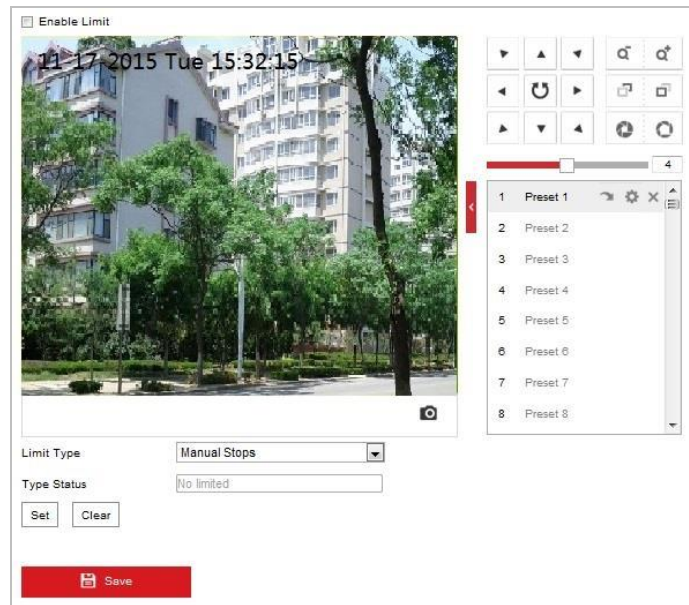 Enable Limit
11-17-2015 Tue 15:32:15
4
1 Preset 1
2 Preset 2
3 Preset 3
4 Preset 4
5 Preset 5
6 Preset 6
7 Preset 7
8 Preset 8
Limit Type Manual Stops
Type Status No limited
Set Clear
Save